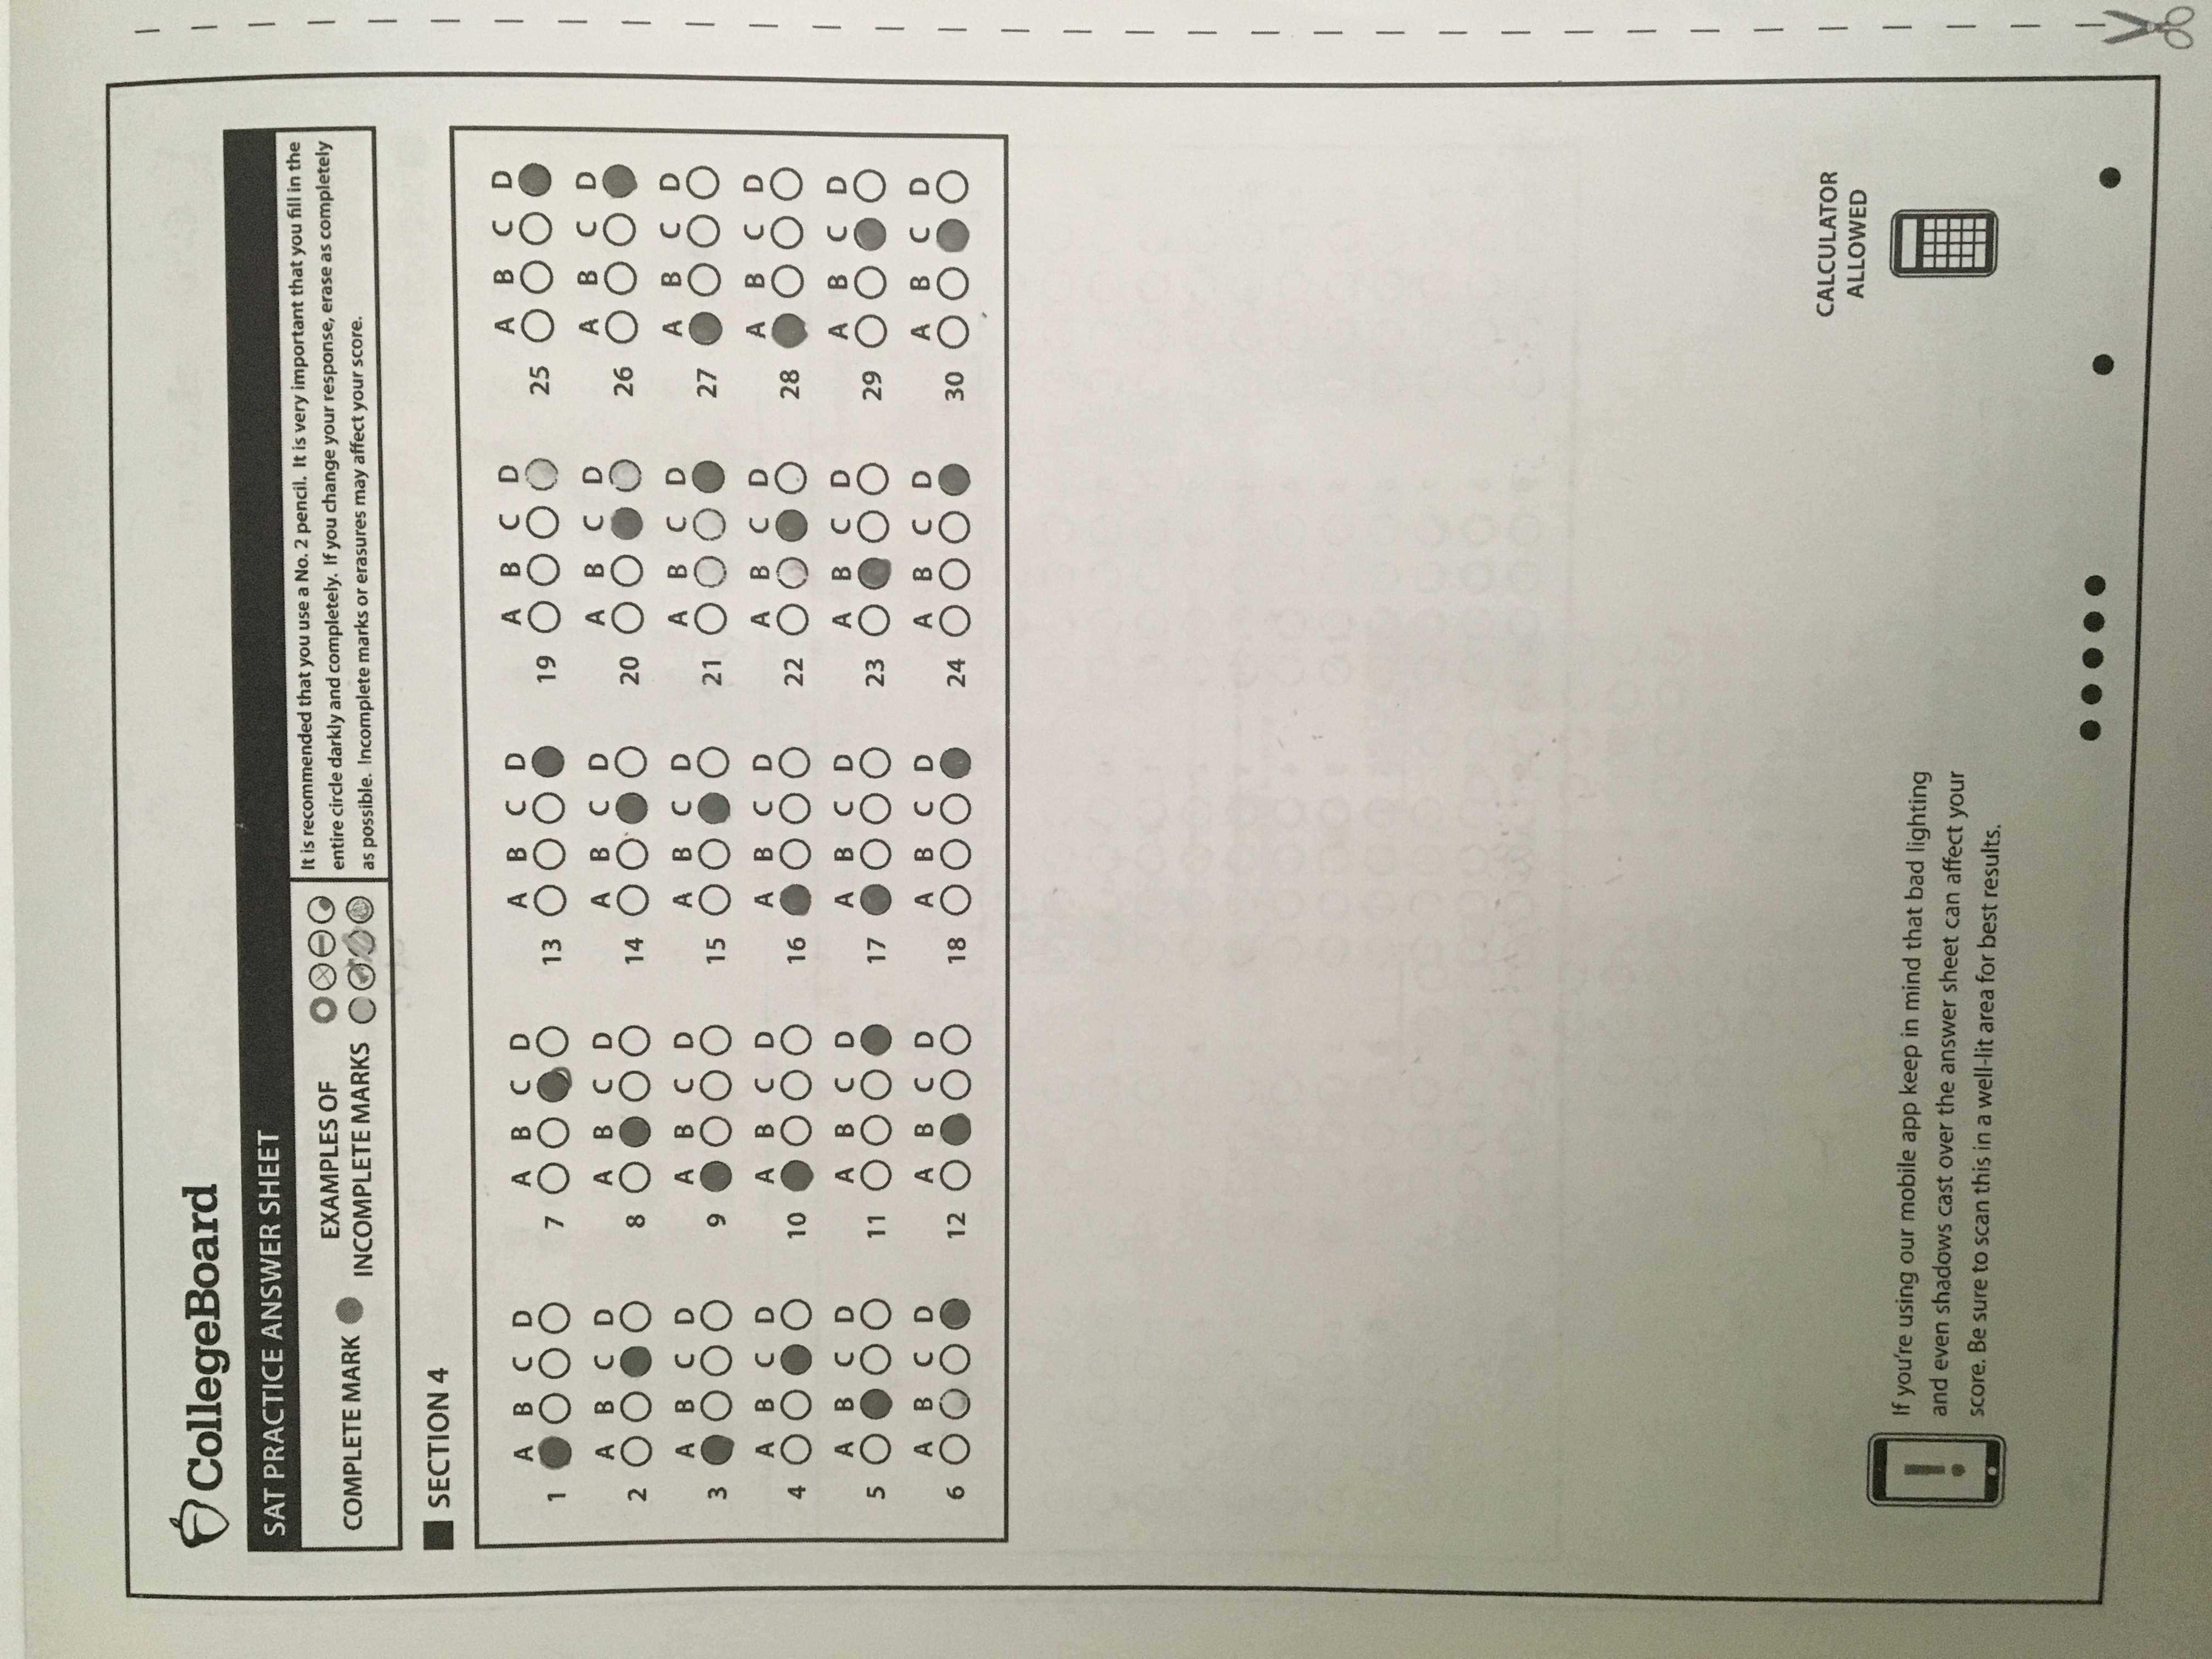 CollegeBoard
SAT PRACTICE ANSWER SHEET
COMPLETE MARK
EXAMPLES OF
INCOMPLETE MARKS
It is recommended that you use a No. 2 pencil. It is very important that you fill in the
entire circle darkly and completely. If you change your response, erase as completely
as possible. Incomplete marks or erasures may affect your score.
SECTION 4
A B C D
1
A B C D
2
A B C D
3
A B C D
4
A B C D
5
A B C D
6
A B C D
7
A B C D
8
A B C D
9
A B C D
10
A B C D
11
A B C D
12
A B C D
13
A B C D
14
A B C D
15
A B C D
16
A B C D
17
A B C D
18
A B C D
19
A B C D
20
A B C D
21
A B C D
22
A B C D
23
A B C D
24
A B C D
25
A B C D
26
A B C D
27
A B C D
28
A B C D
29
A B C D
30
CALCULATOR
ALLOWED
If you're using our mobile app keep in mind that bad lighting
and even shadows cast over the answer sheet can affect your
score. Be sure to scan this in a well-lit area for best results.